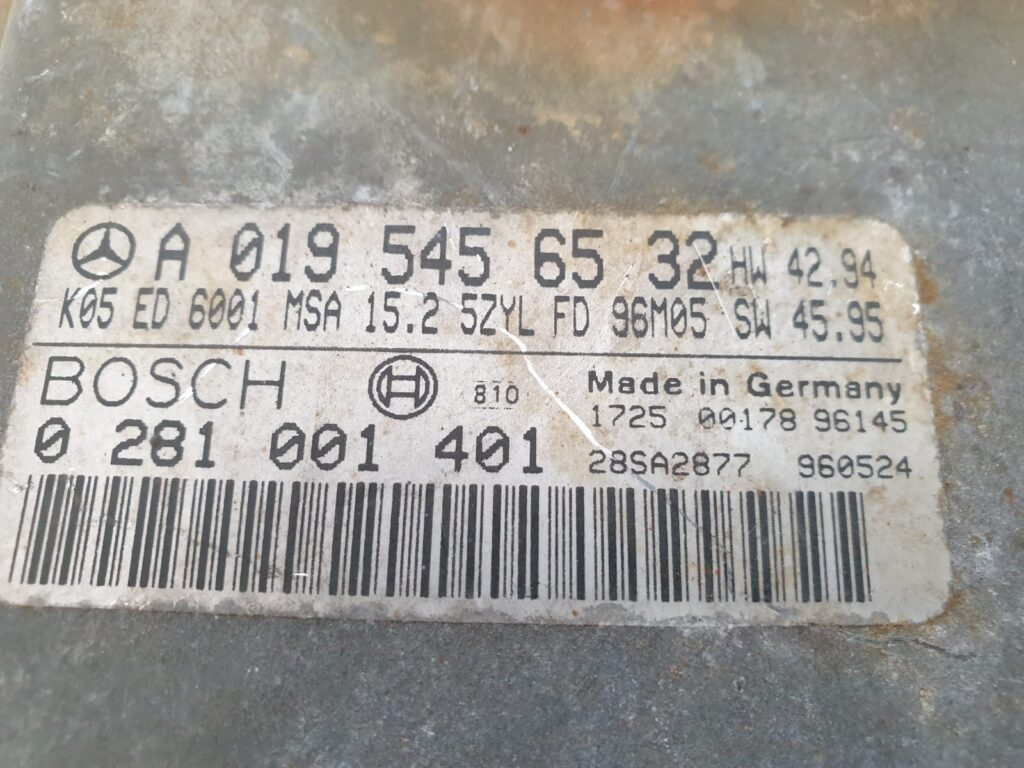 A 019 545 65 32 HW 42.94
K05 ED 6001 MSA 15.2 5ZYL FD 96M05 SW 45.95
BOSCH 810 Made in Germany
1725 00178 96145
0 281 001 401 28SA2877 960524